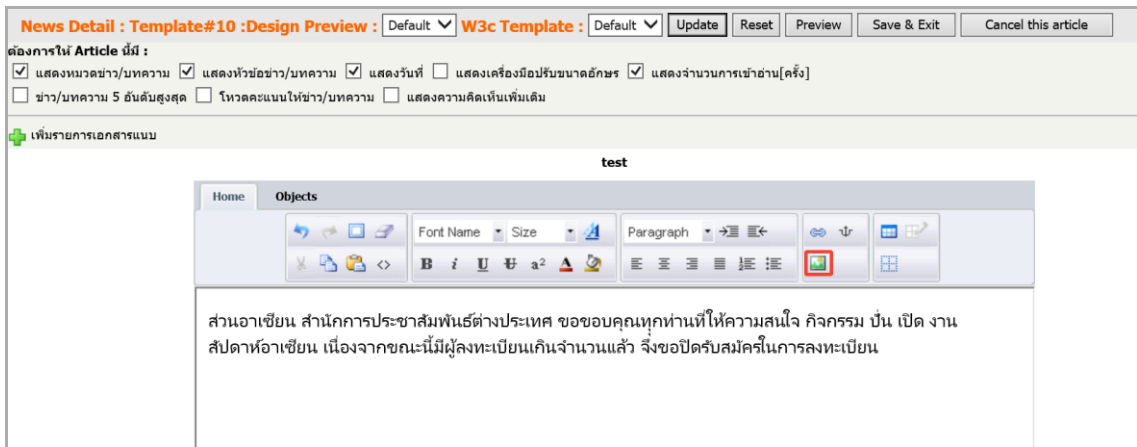 News Detail : Template#10 :Design Preview : Default W3c Template : Default Update Reset Preview Save & Exit Cancel this article
ต้องการให้ Article นี้มี :
แสดงหมวดข่าว/บทความ แสดงหัวข้อข่าว/บทความ แสดงวันที่ แสดงเครื่องมือปรับขนาดอักษร แสดงจำนวนการเข้าอ่าน[ครั้ง]
ข่าว/บทความ 5 อันดับสูงสุด โหวตคะแนนให้ข่าว/บทความ แสดงความคิดเห็นเพิ่มเติม
เพิ่มรายการเอกสารแนบ
test
Home Objects
Font Name Size Paragraph
B i U U a² A
ส่วนอาเซียน สำนักการประชาสัมพันธ์ต่างประเทศ ขอขอบคุณทุกท่านที่ให้ความสนใจ กิจกรรม ปั่น เปิด งาน
สัปดาห์อาเซียน เนื่องจากขณะนี้มีผู้ลงทะเบียนเกินจำนวนแล้ว จึงขอปิดรับสมัครในการลงทะเบียน